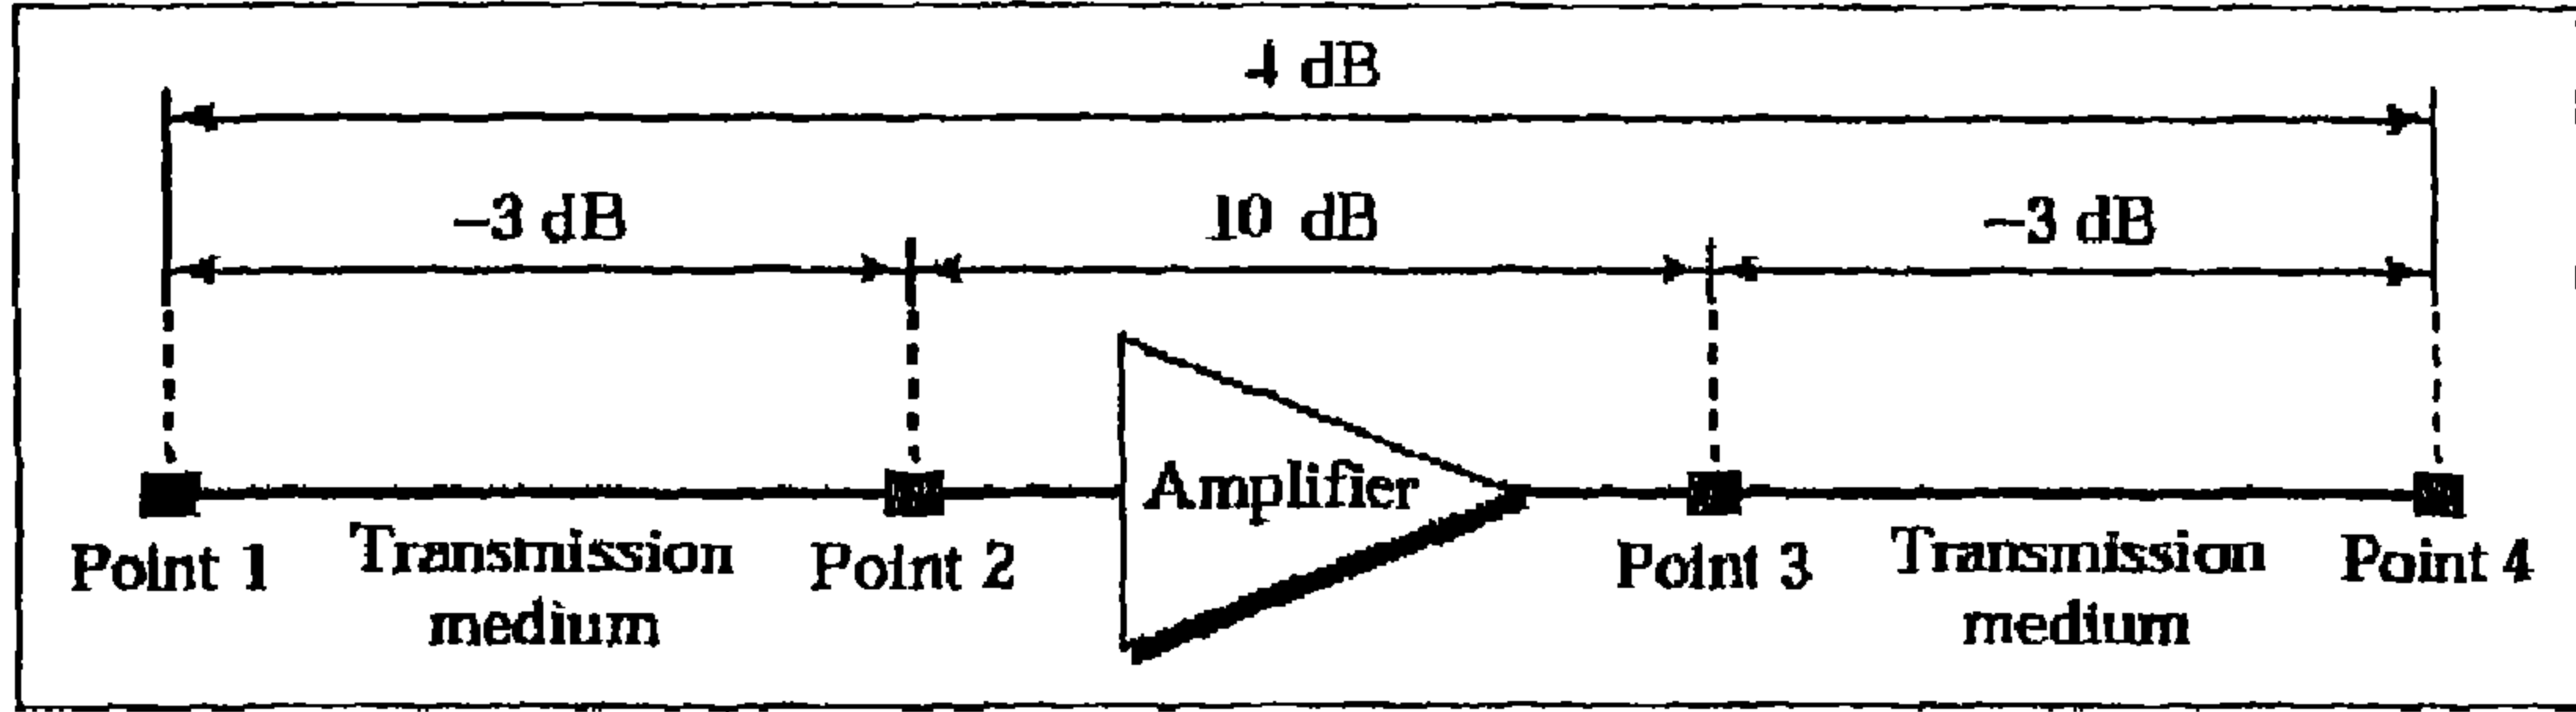 4 dB
–3 dB
10 dB
–3 dB
Amplifier
Point 1
Transmission
medium
Point 2
Point 3
Transmission
medium
Point 4